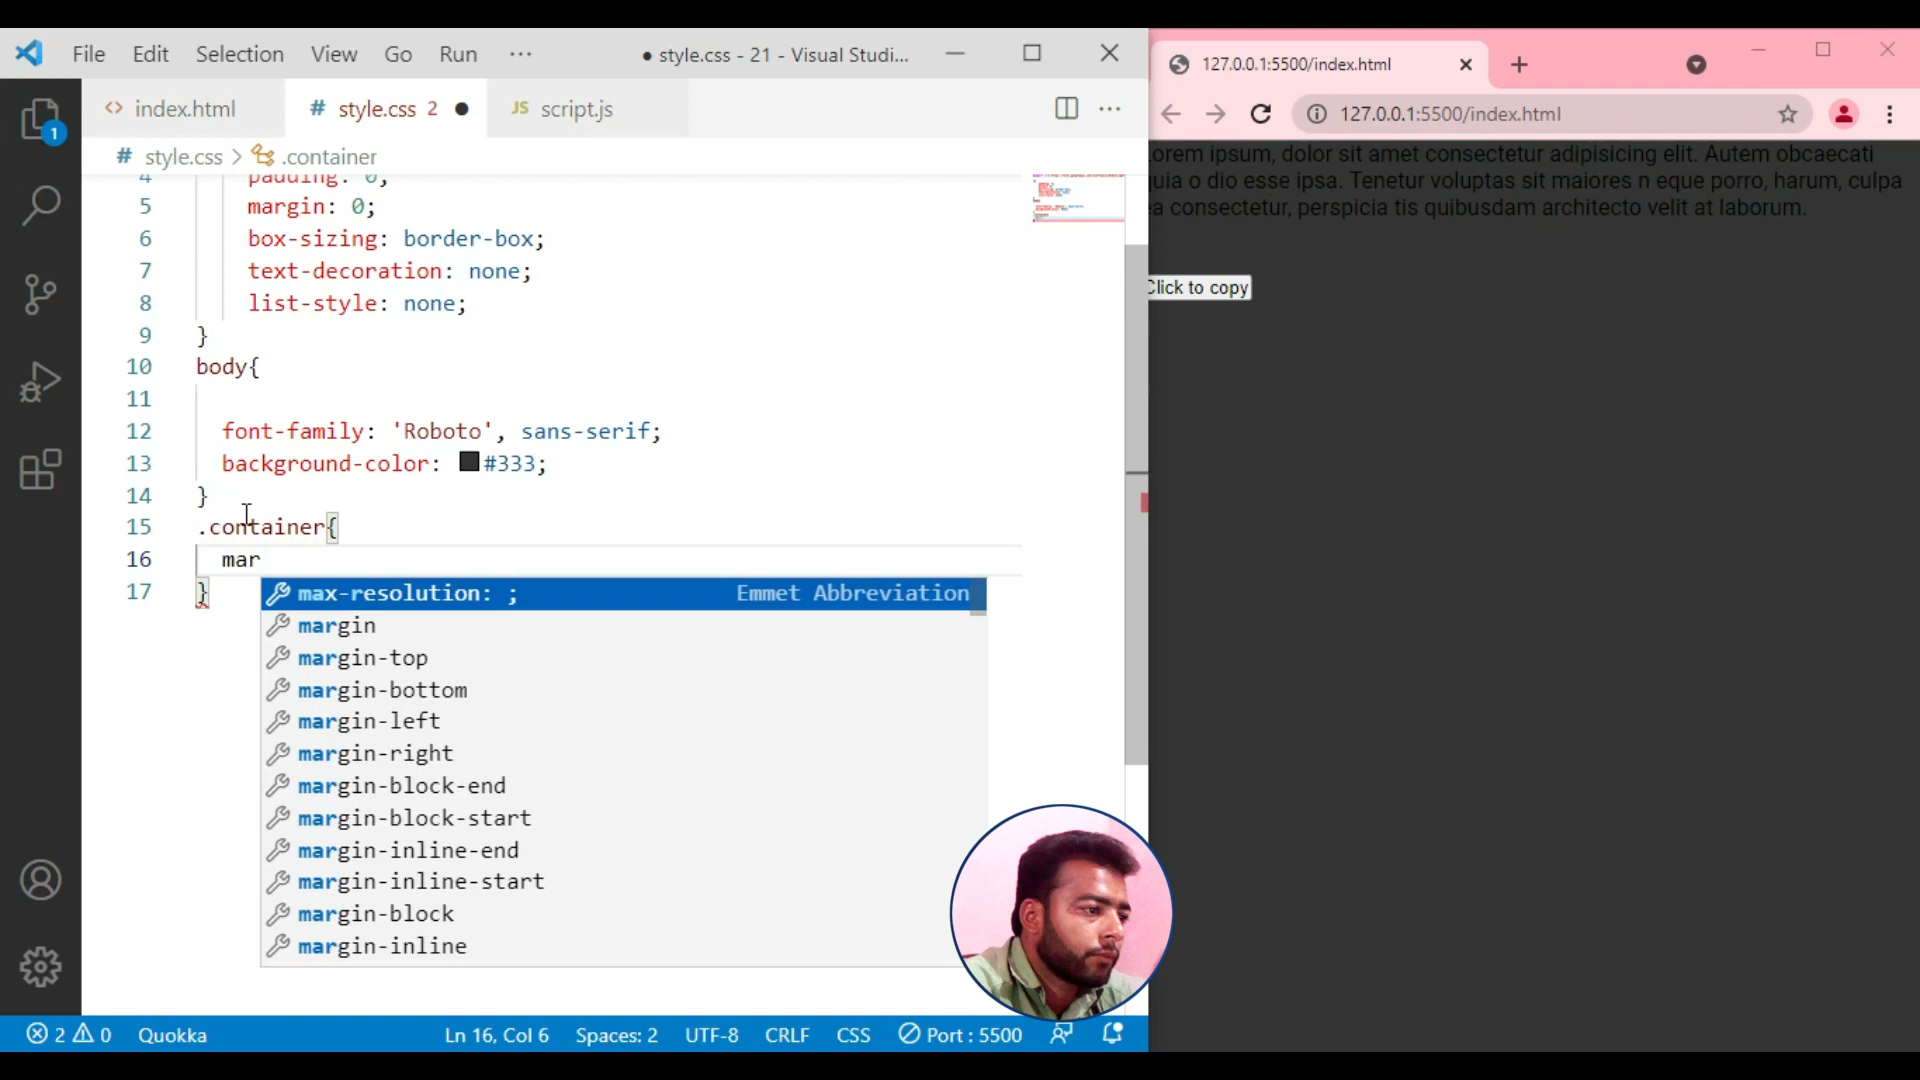 File Edit Selection View Go Run ··· ● style.css - 21 - Visual Studi...
127.0.0.1:5500/index.html
<> index.html # style.css 2 ● JS script.js
127.0.0.1:5500/index.html
1
# style.css > .container
4 padding: 0;
5 margin: 0;
6 box-sizing: border-box;
7 text-decoration: none;
8 list-style: none;
9 }
10 body{
11
12 font-family: 'Roboto', sans-serif;
13 background-color: #333;
14 }
15 .container{
16 mar
17 }
max-resolution: ; Emmet Abbreviation
margin
margin-top
margin-bottom
margin-left
margin-right
margin-block-end
margin-block-start
margin-inline-end
margin-inline-start
margin-block
margin-inline
orem ipsum, dolor sit amet consectetur adipisicing elit. Autem obcaecati
quia o dio esse ipsa. Tenetur voluptas sit maiores n eque porro, harum, culpa
ea consectetur, perspicia tis quibusdam architecto velit at laborum.
Click to copy
2 0 Quokka Ln 16, Col 6 Spaces: 2 UTF-8 CRLF CSS Port : 5500